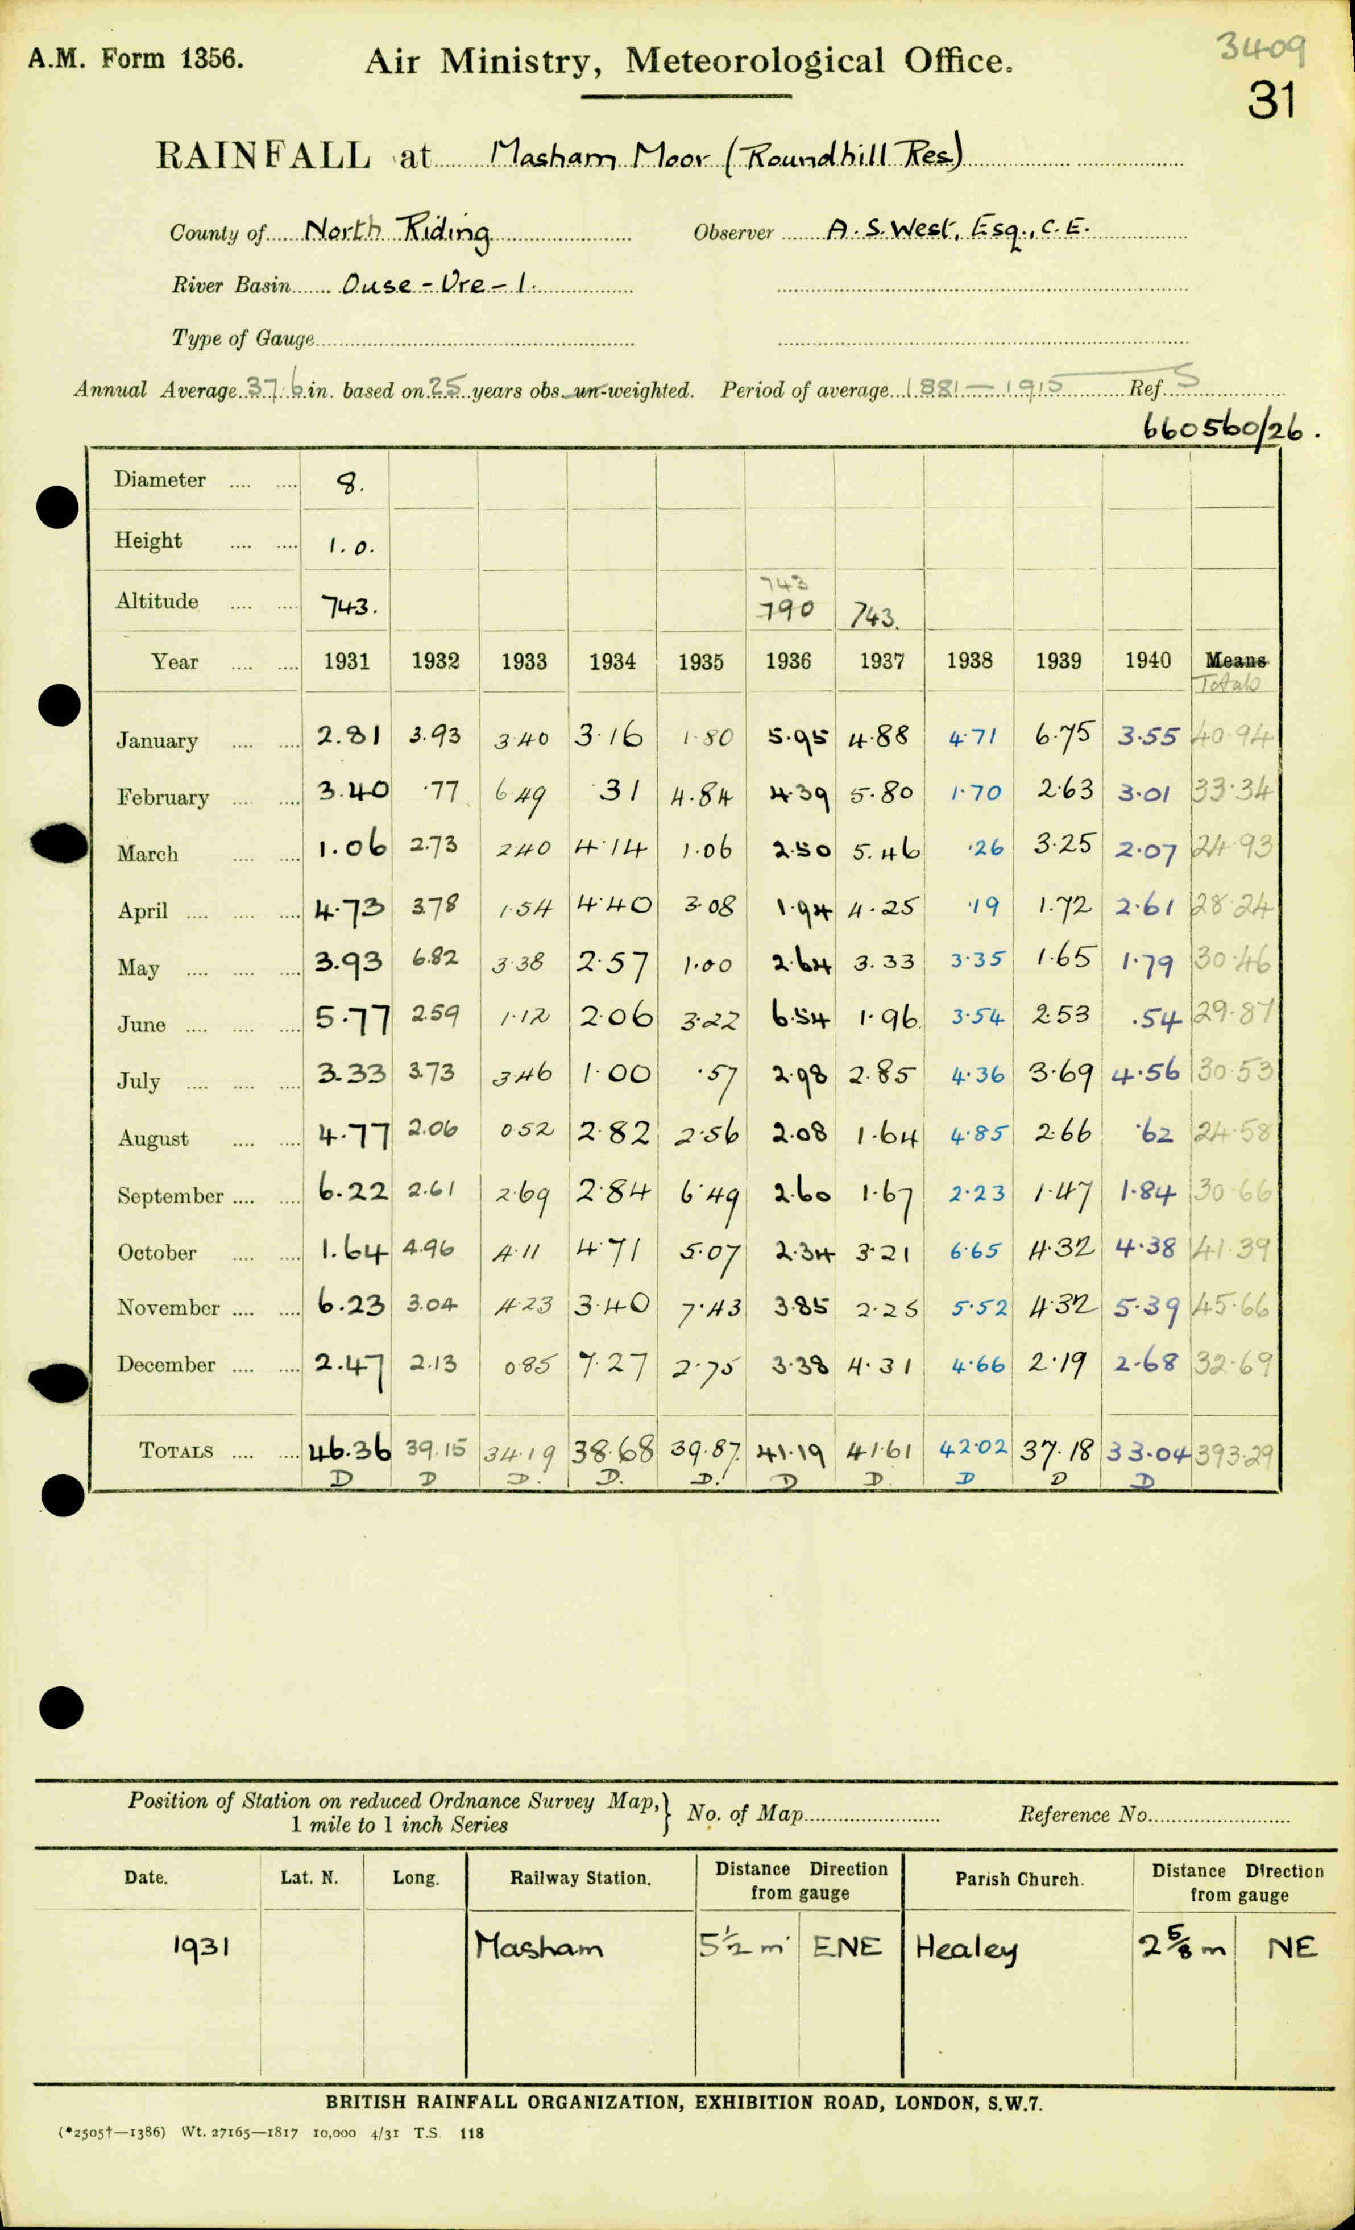 A.M. Form 1356.
Air Ministry, Meteorological Office.
3409
31
RAINFALL at Masham Moor (Roundhill Res)
County of North Riding Observer A. S. West, Esq., C.E.
River Basin Ouse - Ure - 1.
Type of Gauge
Annual Average 37.6 in. based on 25 years obs. un-weighted. Period of average 1881 — 1915 Ref. S
660560/26.
Diameter 8.
Height 1.0.
743
Altitude 743. 790 743.
Year 1931 1932 1933 1934 1935 1936 1937 1938 1939 1940 Means
Totals
January 2.81 3.93 3.40 3.16 1.80 5.95 4.88 4.71 6.75 3.55 40.94
February 3.40 .77 6.49 .31 4.84 4.39 5.80 1.70 2.63 3.01 33.34
March 1.06 2.73 2.40 4.14 1.06 2.50 5.46 .26 3.25 2.07 24.93
April 4.73 3.78 1.54 4.40 3.08 1.94 4.25 .19 1.72 2.61 28.24
May 3.93 6.82 3.38 2.57 1.00 2.64 3.33 3.35 1.65 1.79 30.46
June 5.77 2.59 1.12 2.06 3.22 6.54 1.96 3.54 2.53 .54 29.87
July 3.33 3.73 3.46 1.00 .57 2.98 2.85 4.36 3.69 4.56 30.53
August 4.77 2.06 0.52 2.82 2.56 2.08 1.64 4.85 2.66 .62 24.58
September 6.22 2.61 2.69 2.84 6.49 2.60 1.67 2.23 1.47 1.84 30.66
October 1.64 4.96 4.11 4.71 5.07 2.34 3.21 6.65 4.32 4.38 41.39
November 6.23 3.04 4.23 3.40 7.43 3.85 2.25 5.52 4.32 5.39 45.66
December 2.47 2.13 0.85 7.27 2.75 3.38 4.31 4.66 2.19 2.68 32.69
TOTALS 46.36 39.15 34.19 38.68 39.87 41.19 41.61 42.02 37.18 33.04 393.29
D D D. D. D. D D. D D D
Position of Station on reduced Ordnance Survey Map, 1 mile to 1 inch Series } No. of Map Reference No.
Date. Lat. N. Long. Railway Station. Distance Direction from gauge Parish Church. Distance Direction from gauge
1931 Masham 5½ m ENE Healey 2⅝ m NE
BRITISH RAINFALL ORGANIZATION, EXHIBITION ROAD, LONDON, S.W.7.
(*2505†—1386) Wt. 27165—1817 10,000 4/31 T.S. 118